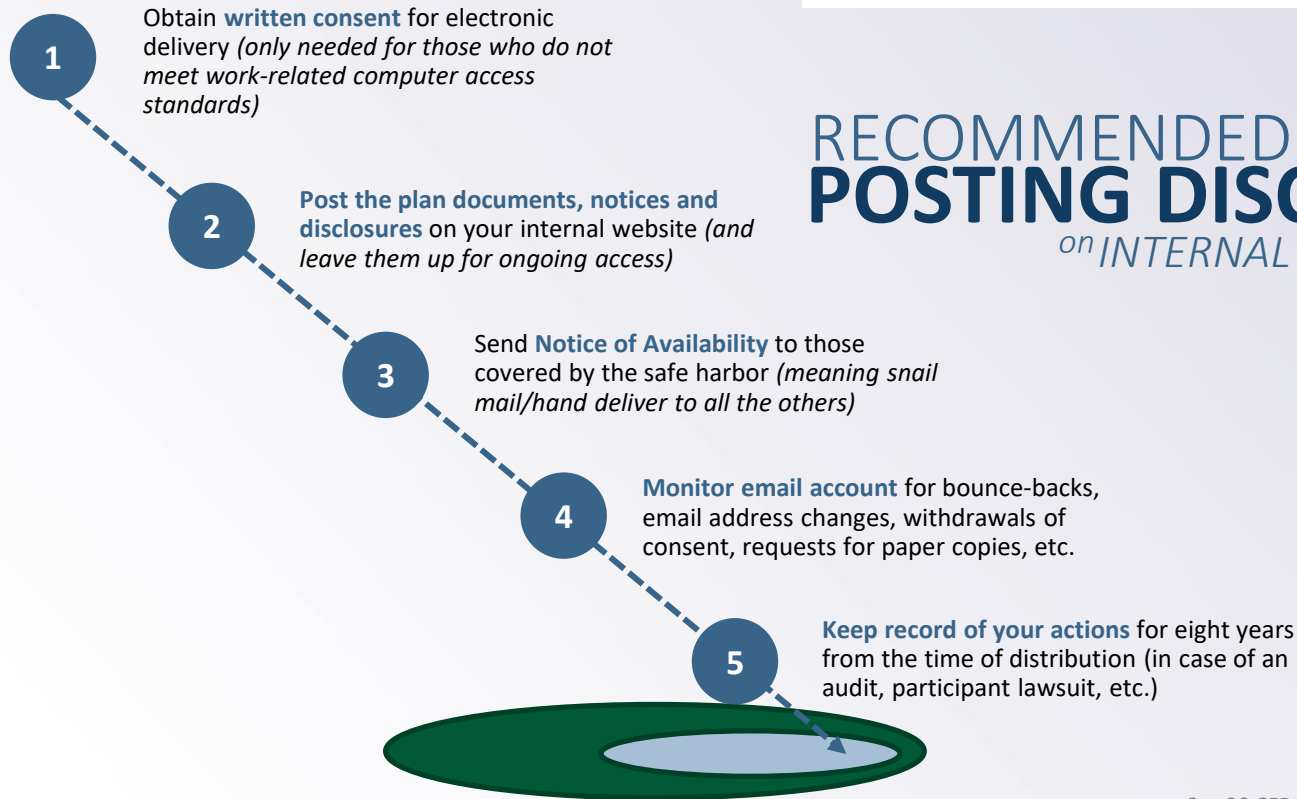 1
Obtain written consent for electronic
delivery (only needed for those who do not
meet work-related computer access
standards)
RECOMMENDED
POSTING DISC
on INTERNAL
2
Post the plan documents, notices and
disclosures on your internal website (and
leave them up for ongoing access)
3
Send Notice of Availability to those
covered by the safe harbor (meaning snail
mail/hand deliver to all the others)
4
Monitor email account for bounce-backs,
email address changes, withdrawals of
consent, requests for paper copies, etc.
5
Keep record of your actions for eight years
from the time of distribution (in case of an
audit, participant lawsuit, etc.)